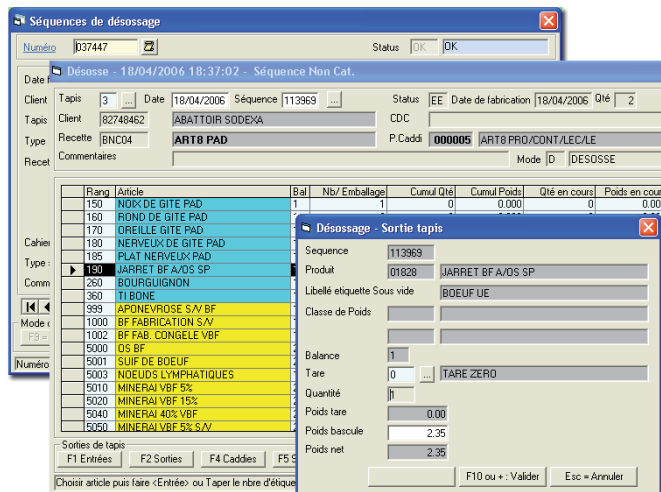 Séquences de désossage
Numéro 037447 Status OK OK
Désosse - 18/04/2006 18:37:02 - Séquence Non Cat.
Date
Client
Tapis
Type
Recet
Cahier
Type :
Comm
Mode
F9 =
Numéro
Tapis 3 ... Date 18/04/2006 Séquence 113969 ... Status EE Date de fabrication 18/04/2006 Qté 2
Client 82748462 ABATTOIR SODEXA CDC
Recette BNC04 ART8 PAD P.Caddi 000005 ART8 PRO/CONT/LEC/LE
Commentaires Mode D DESOSSE
Rang Article Bal Nb/ Emballage Cumul Qté Cumul Poids Qté en cours Poids en cour
150 NOIX DE GITE PAD 1 1 0 0.000 0 0.00
160 ROND DE GITE PAD
170 OREILLE GITE PAD
180 NERVEUX DE GITE PAD
185 PLAT NERVEUX PAD
190 JARRET BF A/OS SP
260 BOURGUIGNON
360 TI BONE
999 APONEVROSE S/V BF
1000 BF FABRICATION S/V
1002 BF FAB. CONGELE VBF
5000 OS BF
5001 SUIF DE BOEUF
5003 NOEUDS LYMPHATIQUES
5010 MINERAI VBF 5%
5020 MINERAI VBF 15%
5040 MINERAI 40% VBF
5050 MINERAI VBF 5% S/V
Sorties de tapis
F1 Entrées F2 Sorties F4 Caddies F5 S
Choisir article puis faire <Entrée> ou Taper le nbre d'étique
Désossage - Sortie tapis
Sequence 113969
Produit 01828 JARRET BF A/OS SP
Libellé etiquette Sous vide BOEUF UE
Classe de Poids
Balance 1
Tare 0 ... TARE ZERO
Quantité 1
Poids tare 0.00
Poids bascule 2.35
Poids net 2.35
F10 ou + : Valider Esc = Annuler